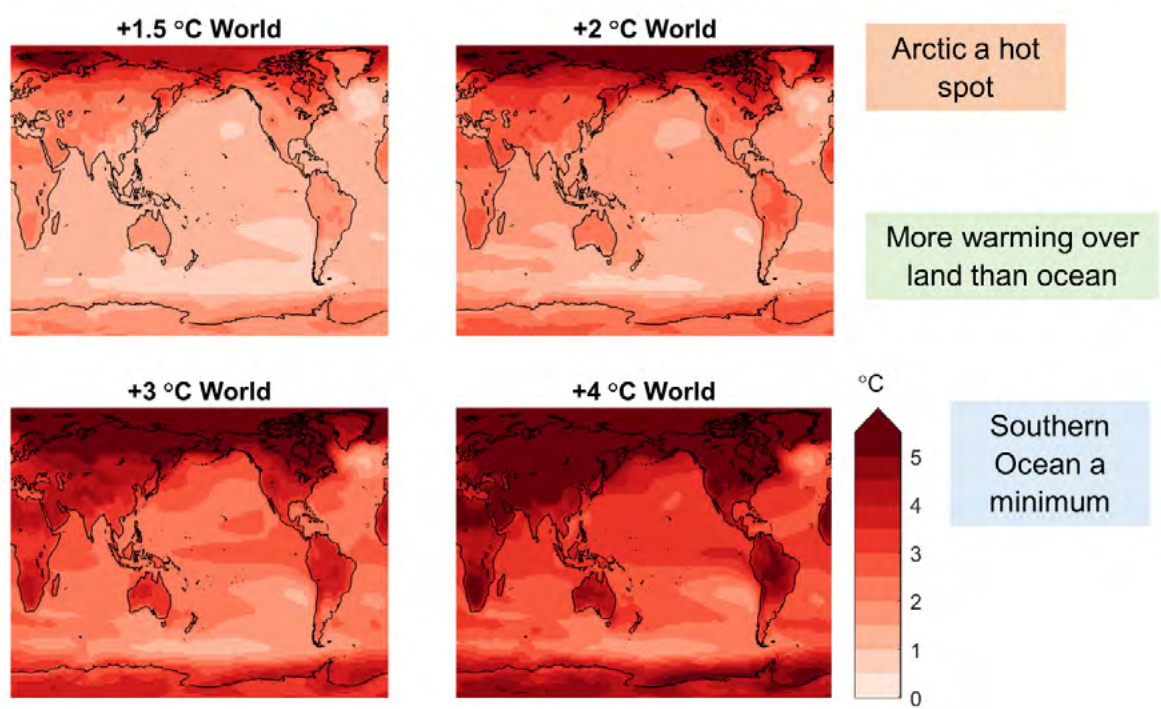 +1.5 °C World
+2 °C World
Arctic a hot
spot
More warming over
land than ocean
+3 °C World
+4 °C World
°C
5
4
3
2
1
0
Southern
Ocean a
minimum